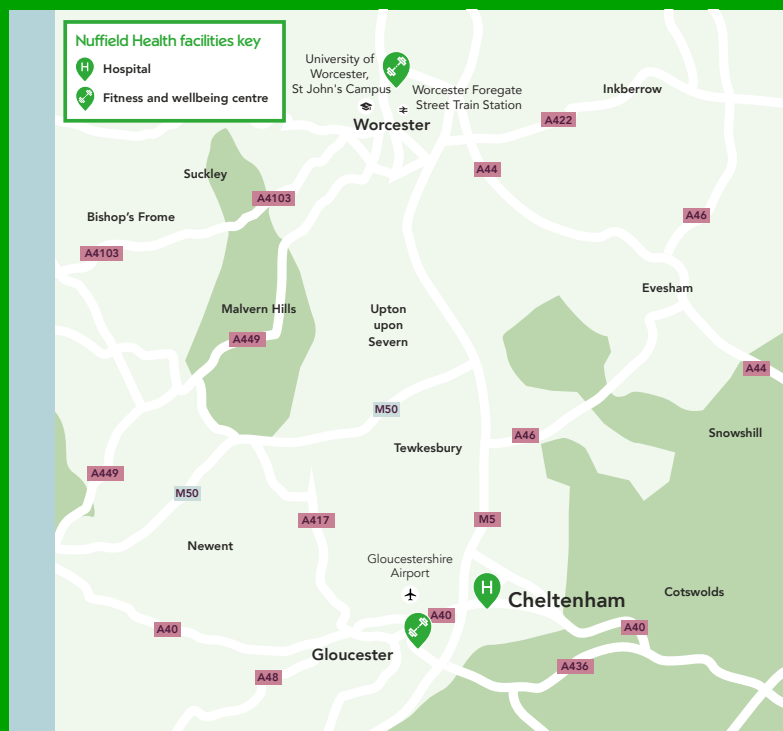 Nuffield Health facilities key
H Hospital
Fitness and wellbeing centre
University of
Worcester,
St John's Campus
Worcester Foregate
Street Train Station
Worcester
Inkberrow
A422
A44
Suckley
A4103
Bishop's Frome
A46
A4103
Evesham
Malvern Hills
Upton
upon
Severn
A449
A44
M50
A46
Snowshill
Tewkesbury
A449
M50
A417
M5
Newent
Gloucestershire
Airport
H
Cheltenham
Cotswolds
A40
A40
A40
Gloucester
A436
A48